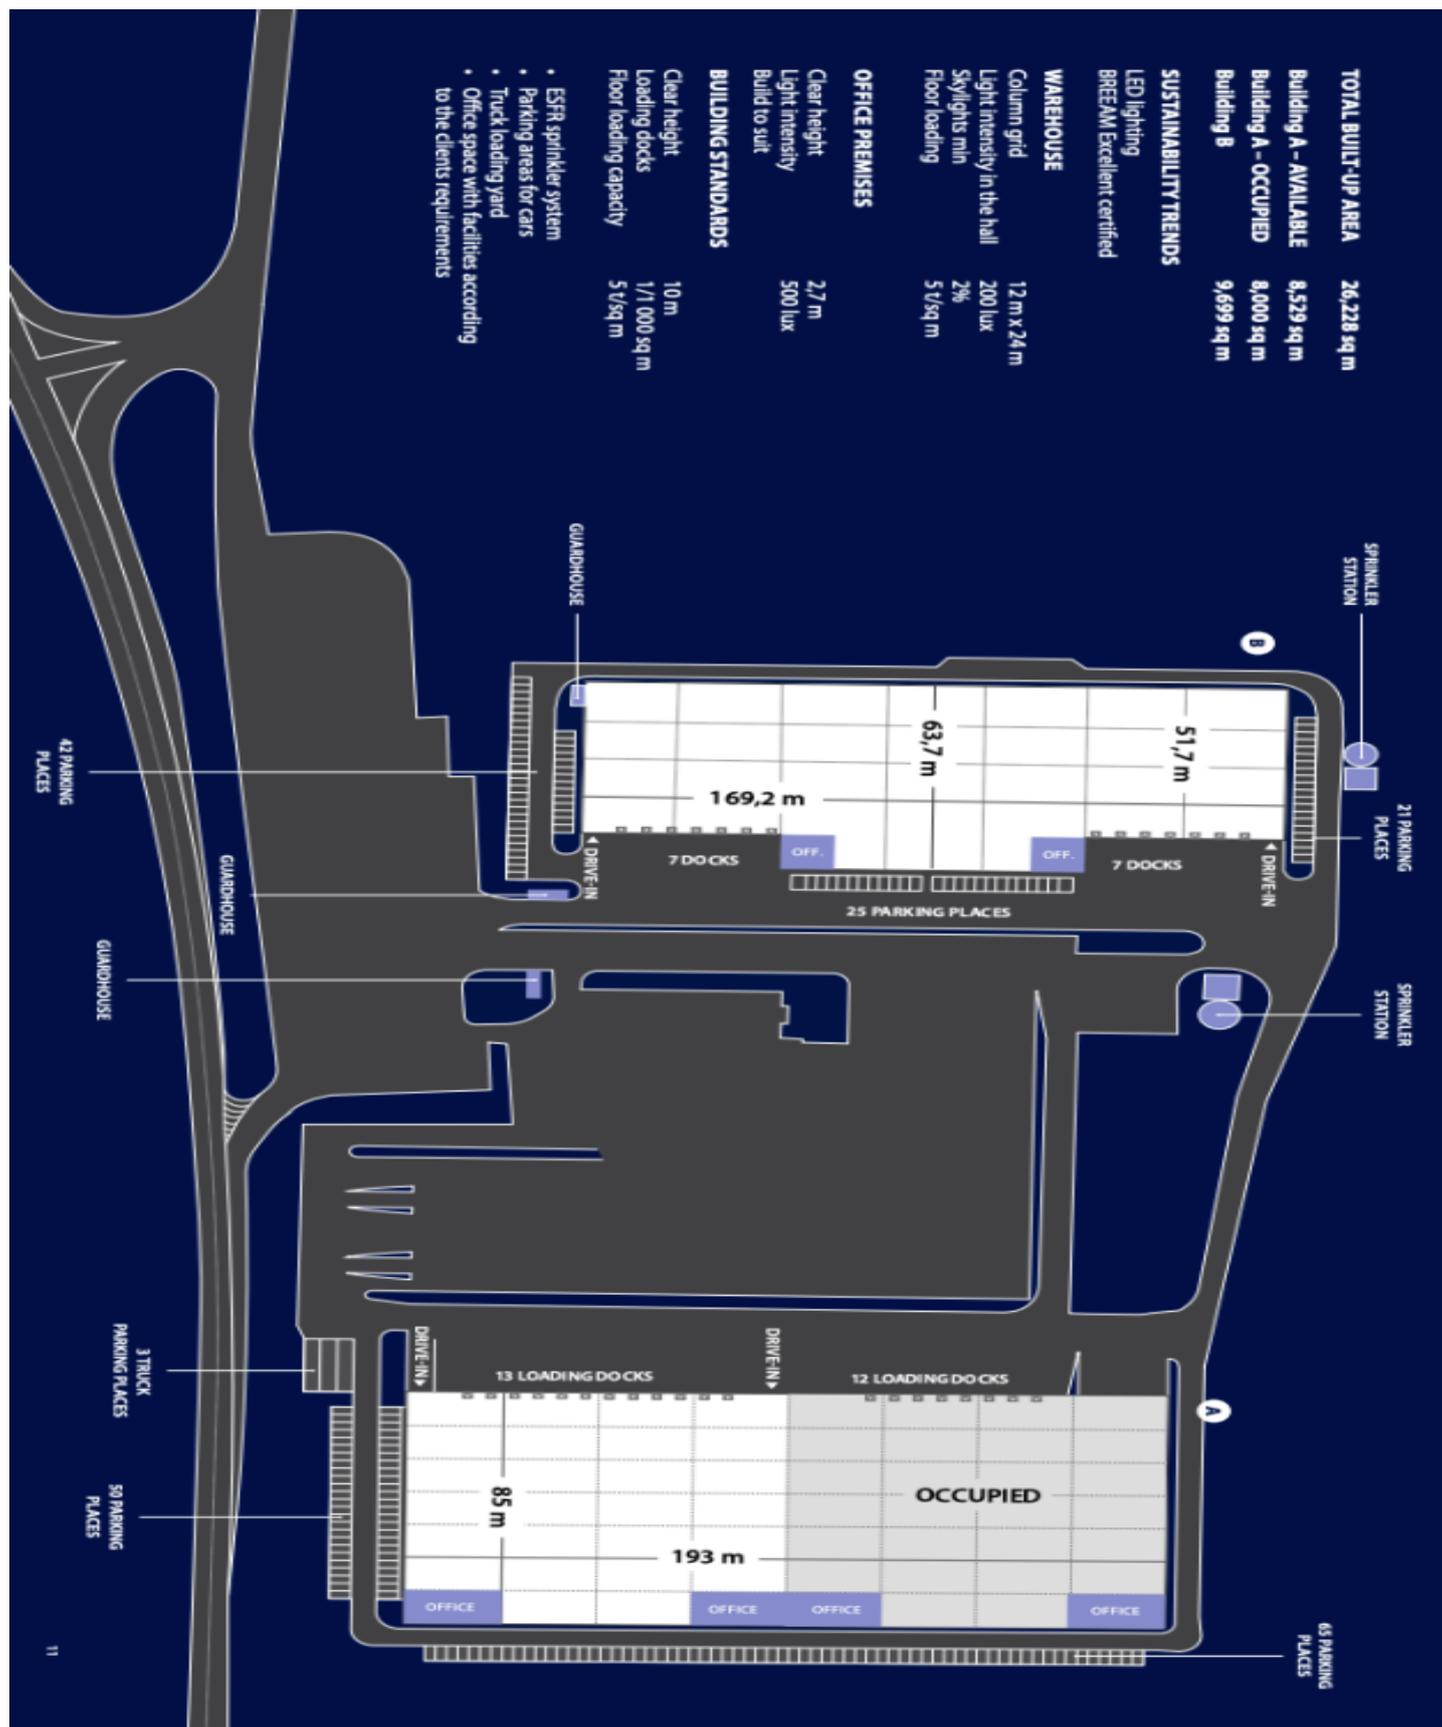 TOTAL BUILT-UP AREA 26,228 sq m
Building A – AVAILABLE 8,529 sq m
Building A – OCCUPIED 8,000 sq m
Building B 9,699 sq m
SUSTAINABILITY TRENDS
LED lighting
BREEAM Excellent certified
WAREHOUSE
Column grid 12 m x 24 m
Light intensity in the hall 200 lux
Skylights min 2%
Floor loading 5 t/sq m
OFFICE PREMISES
Clear height 2,7 m
Light intensity 500 lux
Build to suit
BUILDING STANDARDS
Clear height 10 m
Loading docks 1/1 000 sq m
Floor loading capacity 5 t/sq m
• ESFR sprinkler system
• Parking areas for cars
• Truck loading yard
• Office space with facilities according
to the clients requirements
SPRINKLER
STATION
B
GUARDHOUSE
51,7 m
63,7 m
169,2 m
21 PARKING
PLACES
42 PARKING
PLACES
DRIVE-IN
7 DOCKS
OFF.
OFF.
7 DOCKS
DRIVE-IN
25 PARKING PLACES
GUARDHOUSE
GUARDHOUSE
SPRINKLER
STATION
3 TRUCK
PARKING PLACES
DRIVE-IN
13 LOADING DOCKS
DRIVE-IN
12 LOADING DOCKS
A
85 m
OCCUPIED
193 m
50 PARKING
PLACES
OFFICE
OFFICE
OFFICE
OFFICE
65 PARKING
PLACES
11